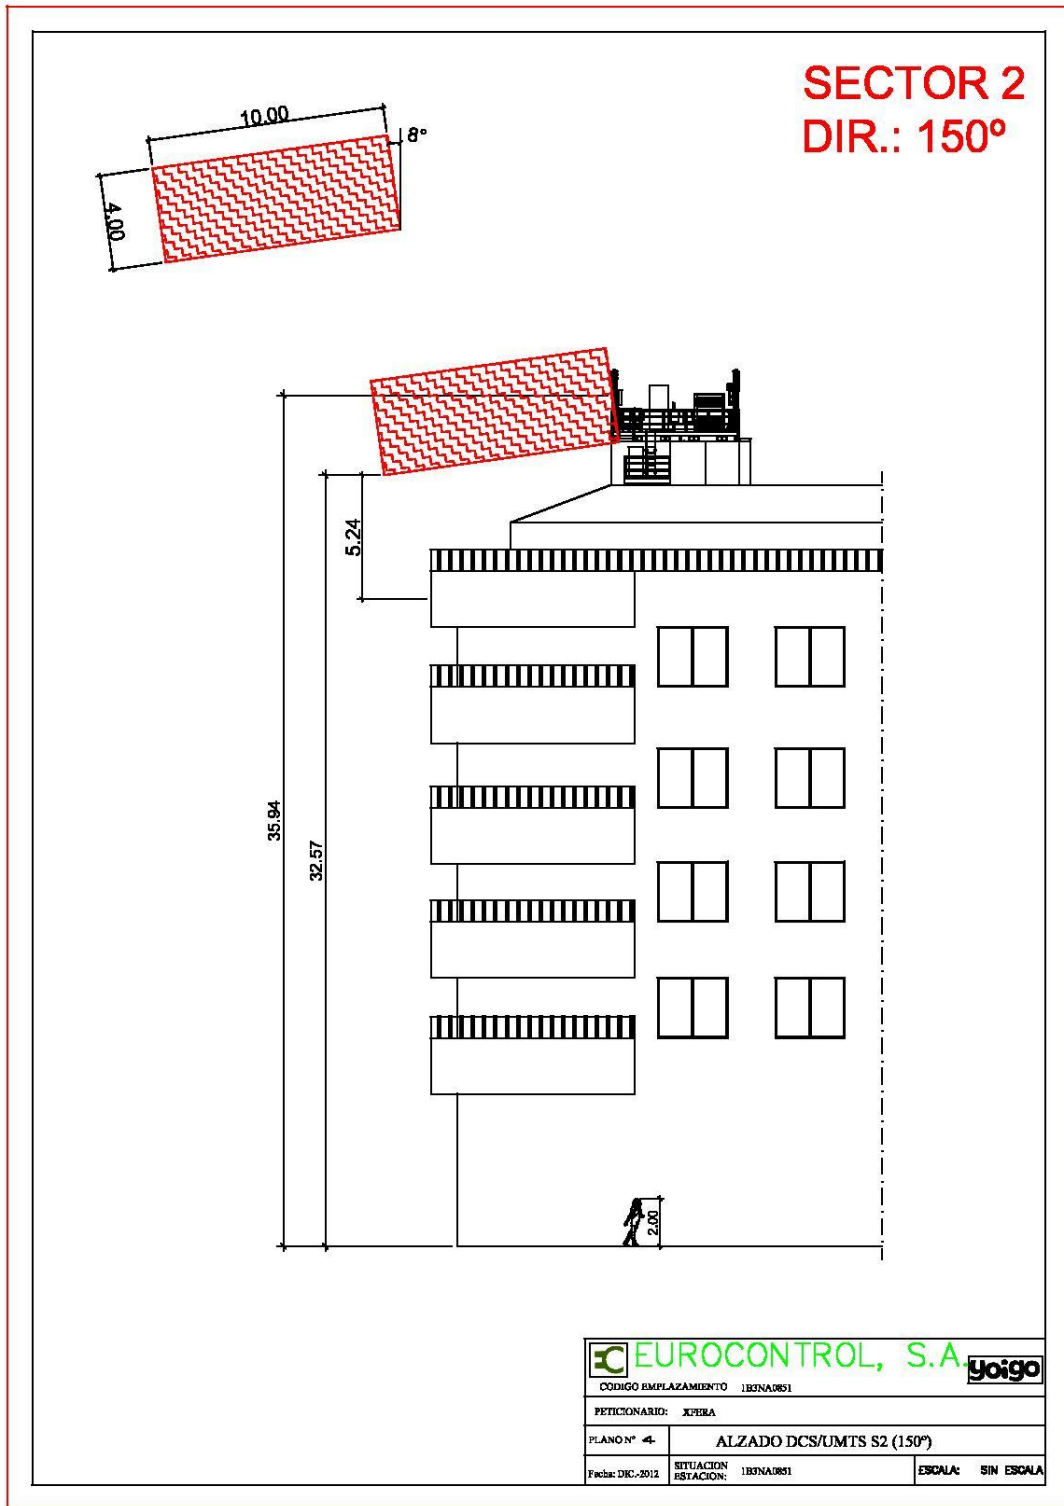 SECTOR 2
DIR.: 150º
10.00
8°
4.00
5.24
35.94
32.57
2.00
EUROCONTROL, S.A.
yoigo
CODIGO EMPLAZAMIENTO 1B3NA0851
PETICIONARIO: XFERA
PLANO Nº 4
ALZADO DCS/UMTS S2 (150º)
Fecha: DIC.-2012
SITUACION
ESTACION: 1B3NA0851
ESCALA: SIN ESCALA